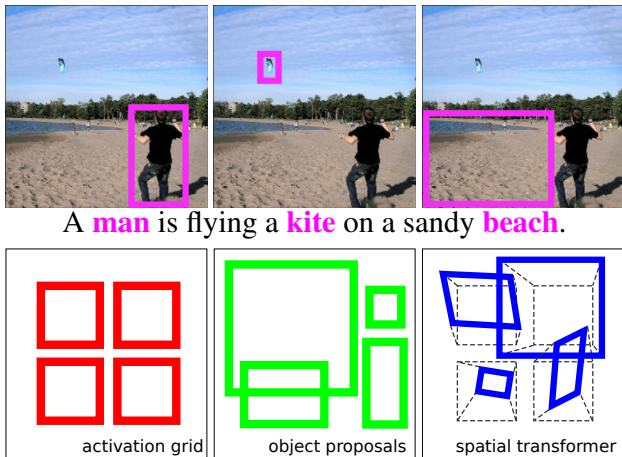 A man is flying a kite on a sandy beach.
activation grid
object proposals
spatial transformer